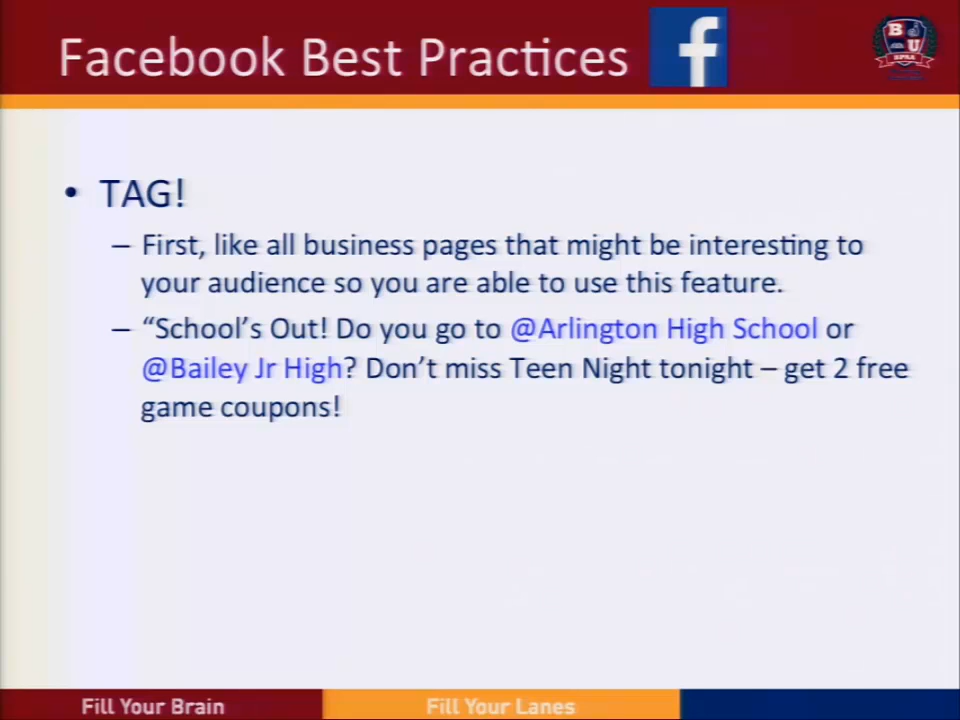 Facebook Best Practices
B U
BPAA
• TAG!
– First, like all business pages that might be interesting to
your audience so you are able to use this feature.
– “School’s Out! Do you go to @Arlington High School or
@Bailey Jr High? Don’t miss Teen Night tonight – get 2 free
game coupons!
Fill Your Brain
Fill Your Lanes